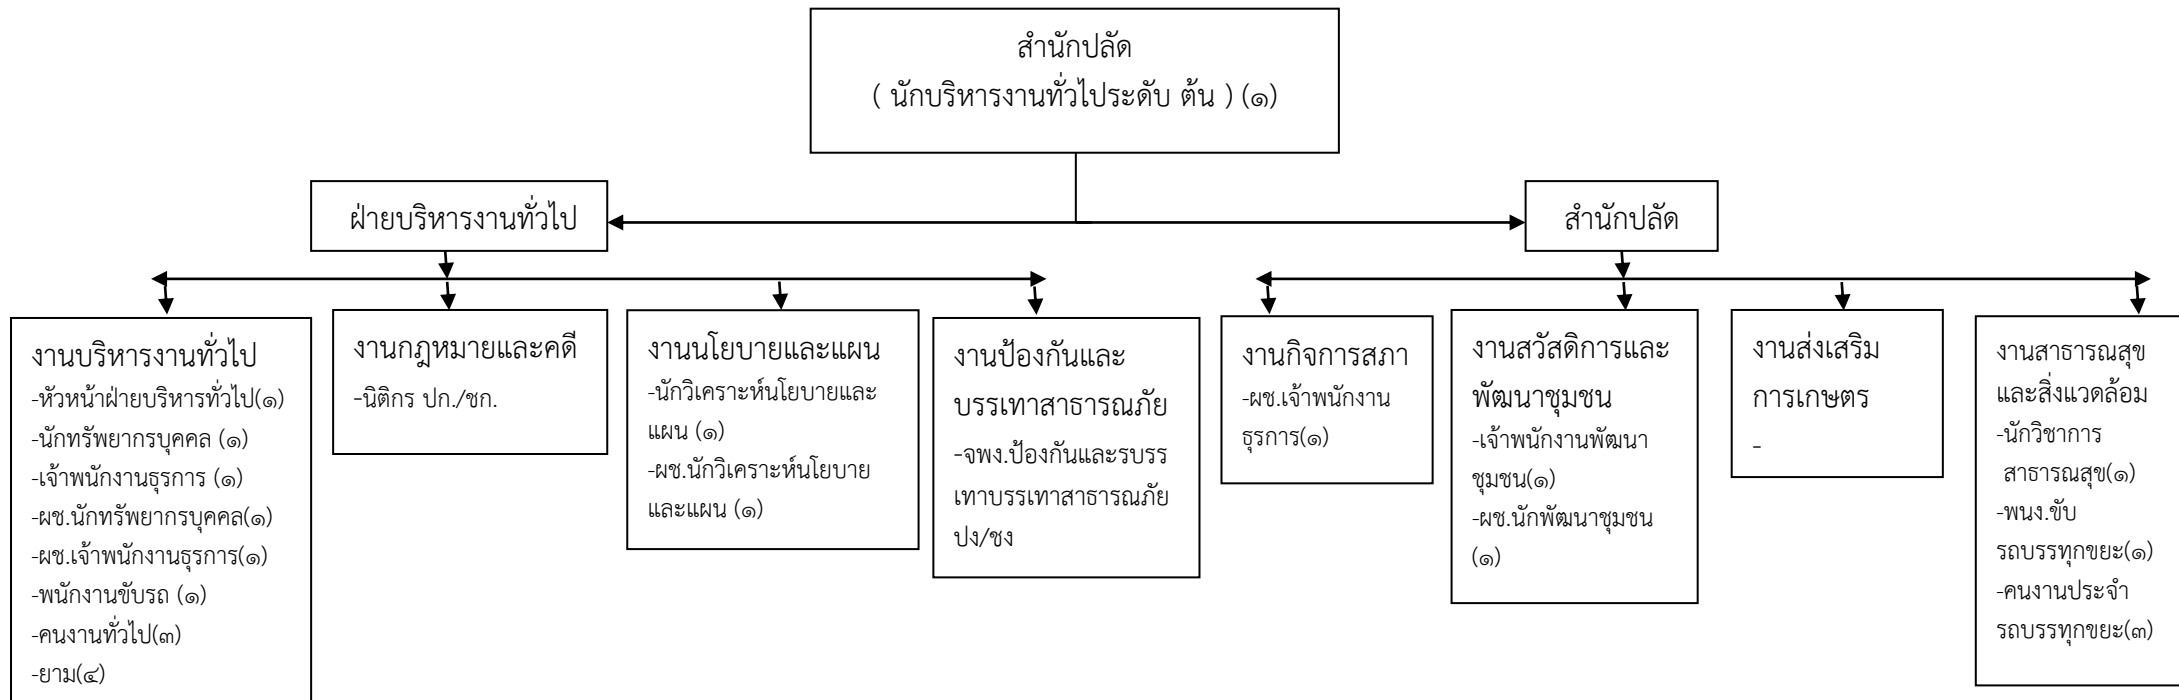 สำนักปลัด
( นักบริหารงานทั่วไประดับ ต้น ) (๑)
ฝ่ายบริหารงานทั่วไป
สำนักปลัด
งานบริหารงานทั่วไป
-หัวหน้าฝ่ายบริหารทั่วไป(๑)
-นักทรัพยากรบุคคล (๑)
-เจ้าพนักงานธุรการ (๑)
-ผช.นักทรัพยากรบุคคล(๑)
-ผช.เจ้าพนักงานธุรการ(๑)
-พนักงานขับรถ (๑)
-คนงานทั่วไป(๓)
-ยาม(๔)
งานกฎหมายและคดี
-นิติกร ปก./ชก.
งานนโยบายและแผน
-นักวิเคราะห์นโยบายและ
แผน (๑)
-ผช.นักวิเคราะห์นโยบาย
และแผน (๑)
งานป้องกันและ
บรรเทาสาธารณภัย
-จพง.ป้องกันและรบรร
เทาบรรเทาสาธารณภัย
ปง/ชง
งานกิจการสภา
-ผช.เจ้าพนักงาน
ธุรการ(๑)
งานสวัสดิการและ
พัฒนาชุมชน
-เจ้าพนักงานพัฒนา
ชุมชน(๑)
-ผช.นักพัฒนาชุมชน
(๑)
งานส่งเสริม
การเกษตร
-
งานสาธารณสุข
และสิ่งแวดล้อม
-นักวิชาการ
สาธารณสุข(๑)
-พนง.ขับ
รถบรรทุกขยะ(๑)
-คนงานประจำ
รถบรรทุกขยะ(๓)